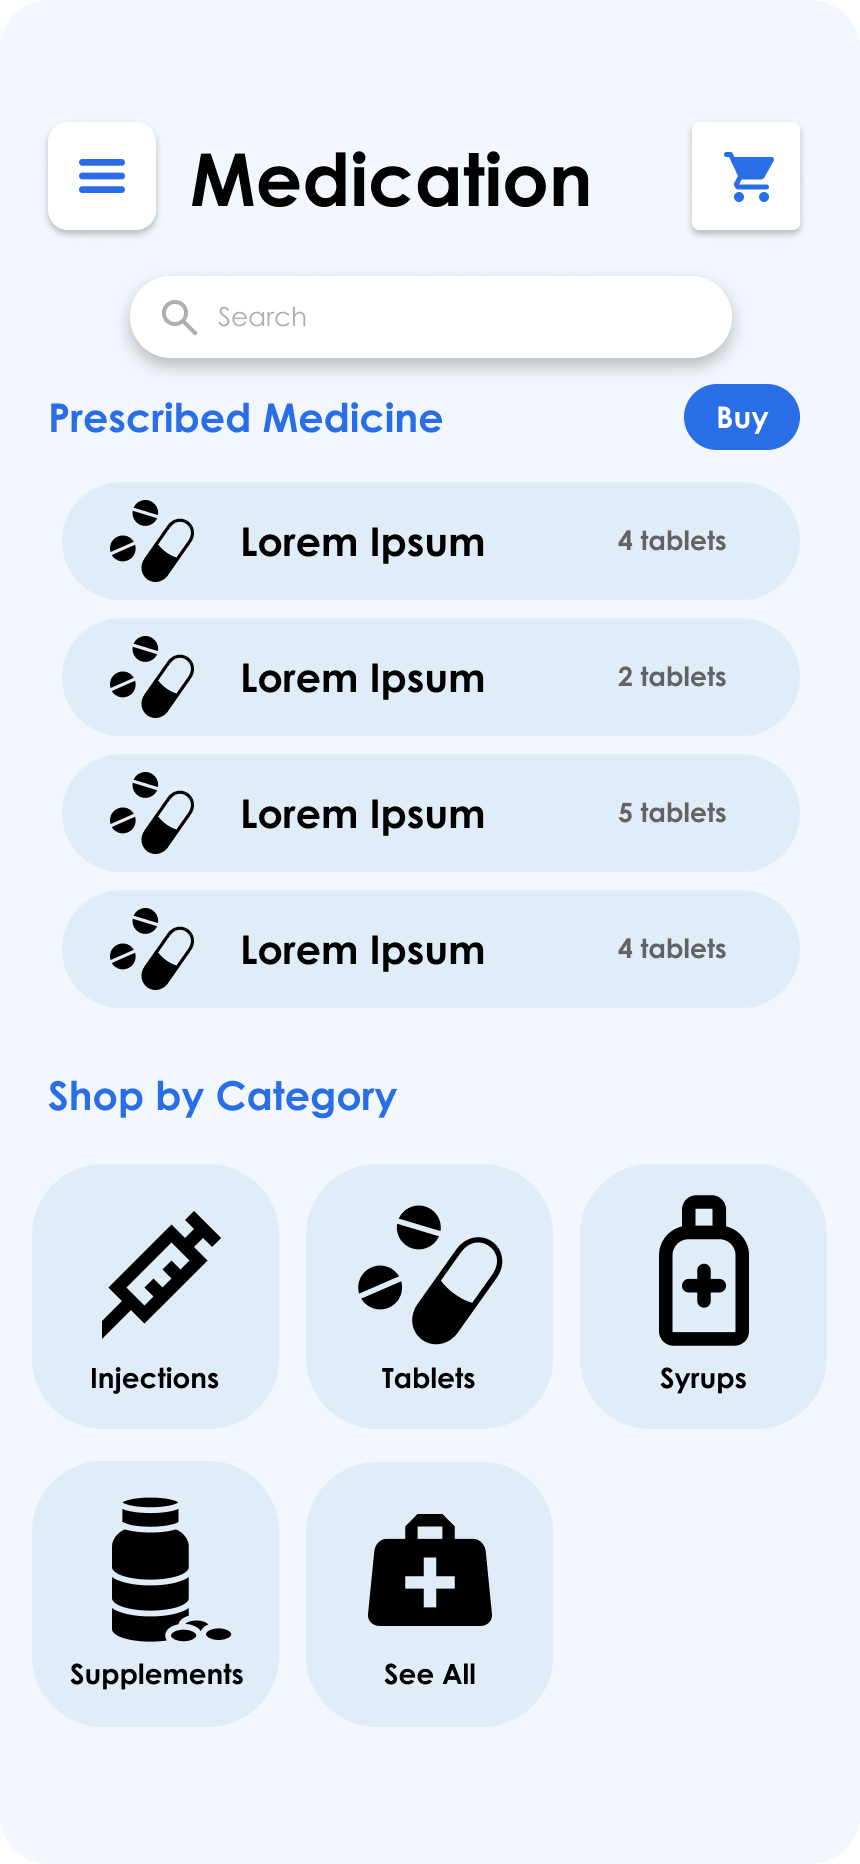 Medication
Search
Prescribed Medicine
Buy
Lorem Ipsum
4 tablets
Lorem Ipsum
2 tablets
Lorem Ipsum
5 tablets
Lorem Ipsum
4 tablets
Shop by Category
Injections
Tablets
Syrups
Supplements
See All